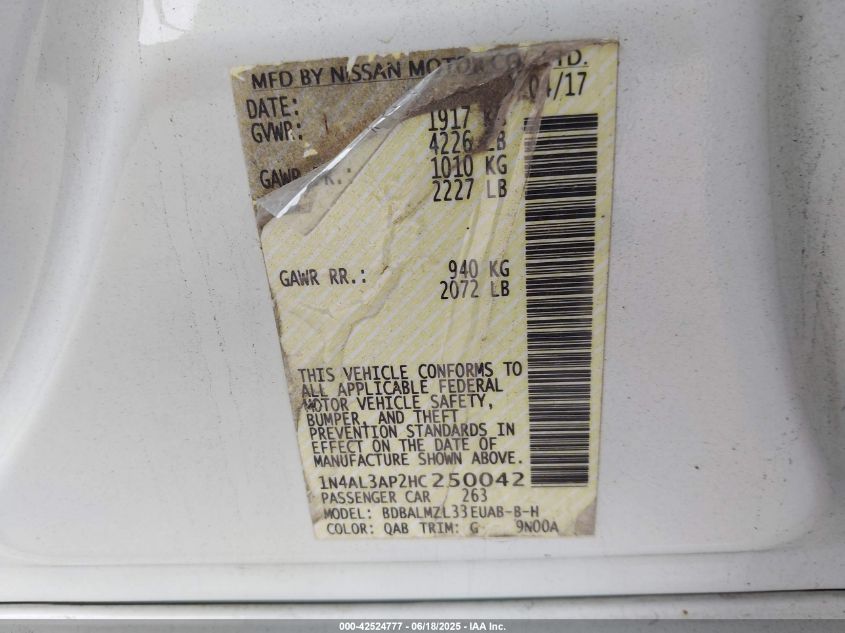 MFD BY NISSAN MOTOR CO., LTD.
DATE: 04/17
GVWR: 1917 KG
4226 LB
GAWR FR.: 1010 KG
2227 LB
GAWR RR.: 940 KG
2072 LB
THIS VEHICLE CONFORMS TO
ALL APPLICABLE FEDERAL
MOTOR VEHICLE SAFETY,
BUMPER, AND THEFT
PREVENTION STANDARDS IN
EFFECT ON THE DATE OF
MANUFACTURE SHOWN ABOVE.
1N4AL3AP2HC250042
PASSENGER CAR 263
MODEL: BDBALMZL33EUAB-B-H
COLOR: QAB TRIM: G 9N00A
000-42524777 - 06/18/2025 - IAA Inc.